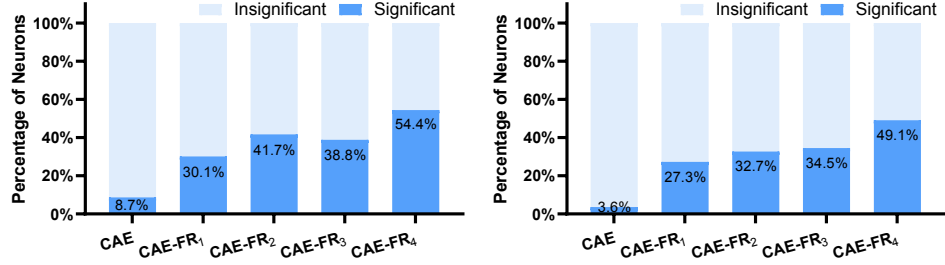 Insignificant Significant
Percentage of Neurons
100%
80%
60%
40%
20%
0%
8.7%
30.1%
41.7%
38.8%
54.4%
CAE
CAE-FR₁
CAE-FR₂
CAE-FR₃
CAE-FR₄
Insignificant Significant
Percentage of Neurons
100%
80%
60%
40%
20%
0%
3.6%
27.3%
32.7%
34.5%
49.1%
CAE
CAE-FR₁
CAE-FR₂
CAE-FR₃
CAE-FR₄